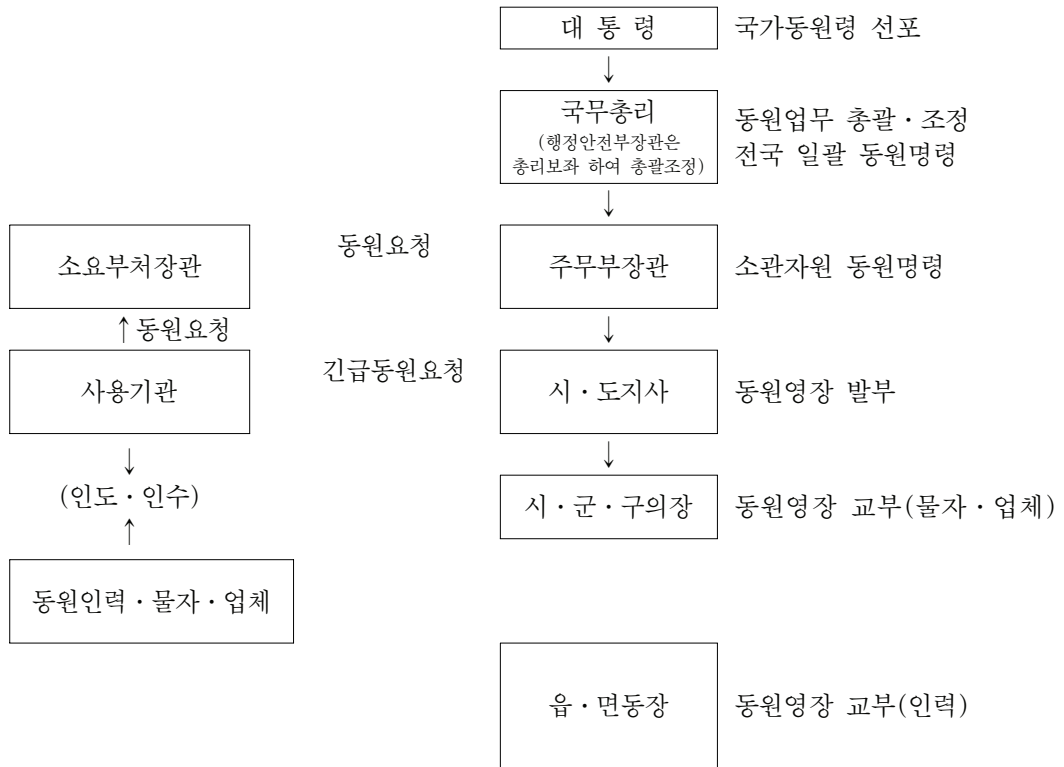 대 통 령 국가동원령 선포
↓
국무총리
(행정안전부장관은
총리보좌 하여 총괄조정)
동원업무 총괄·조정
전국 일괄 동원명령
↓
소요부처장관 동원요청 주무부장관 소관자원 동원명령
↑동원요청 ↓
사용기관 긴급동원요청 시·도지사 동원영장 발부
↓ ↓
(인도·인수) 시·군·구의장 동원영장 교부(물자·업체)
↑
동원인력·물자·업체
읍·면동장 동원영장 교부(인력)